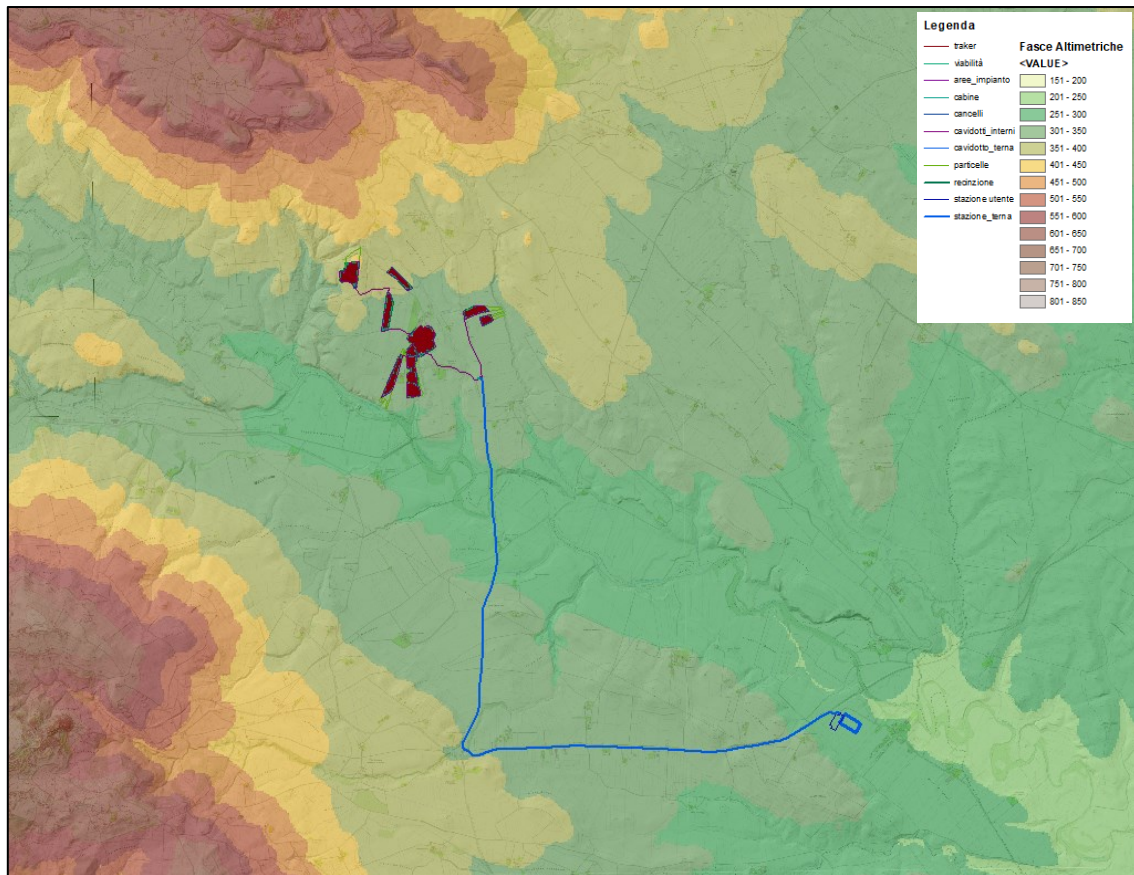 Legenda
traker
viabilità
aree_impianto
cabine
cancelli
cavidotti_interni
cavidotto_terna
particelle
recinzione
stazione utente
stazione_terna
Fasce Altimetriche
<VALUE>
151 - 200
201 - 250
251 - 300
301 - 350
351 - 400
401 - 450
451 - 500
501 - 550
551 - 600
601 - 650
651 - 700
701 - 750
751 - 800
801 - 850